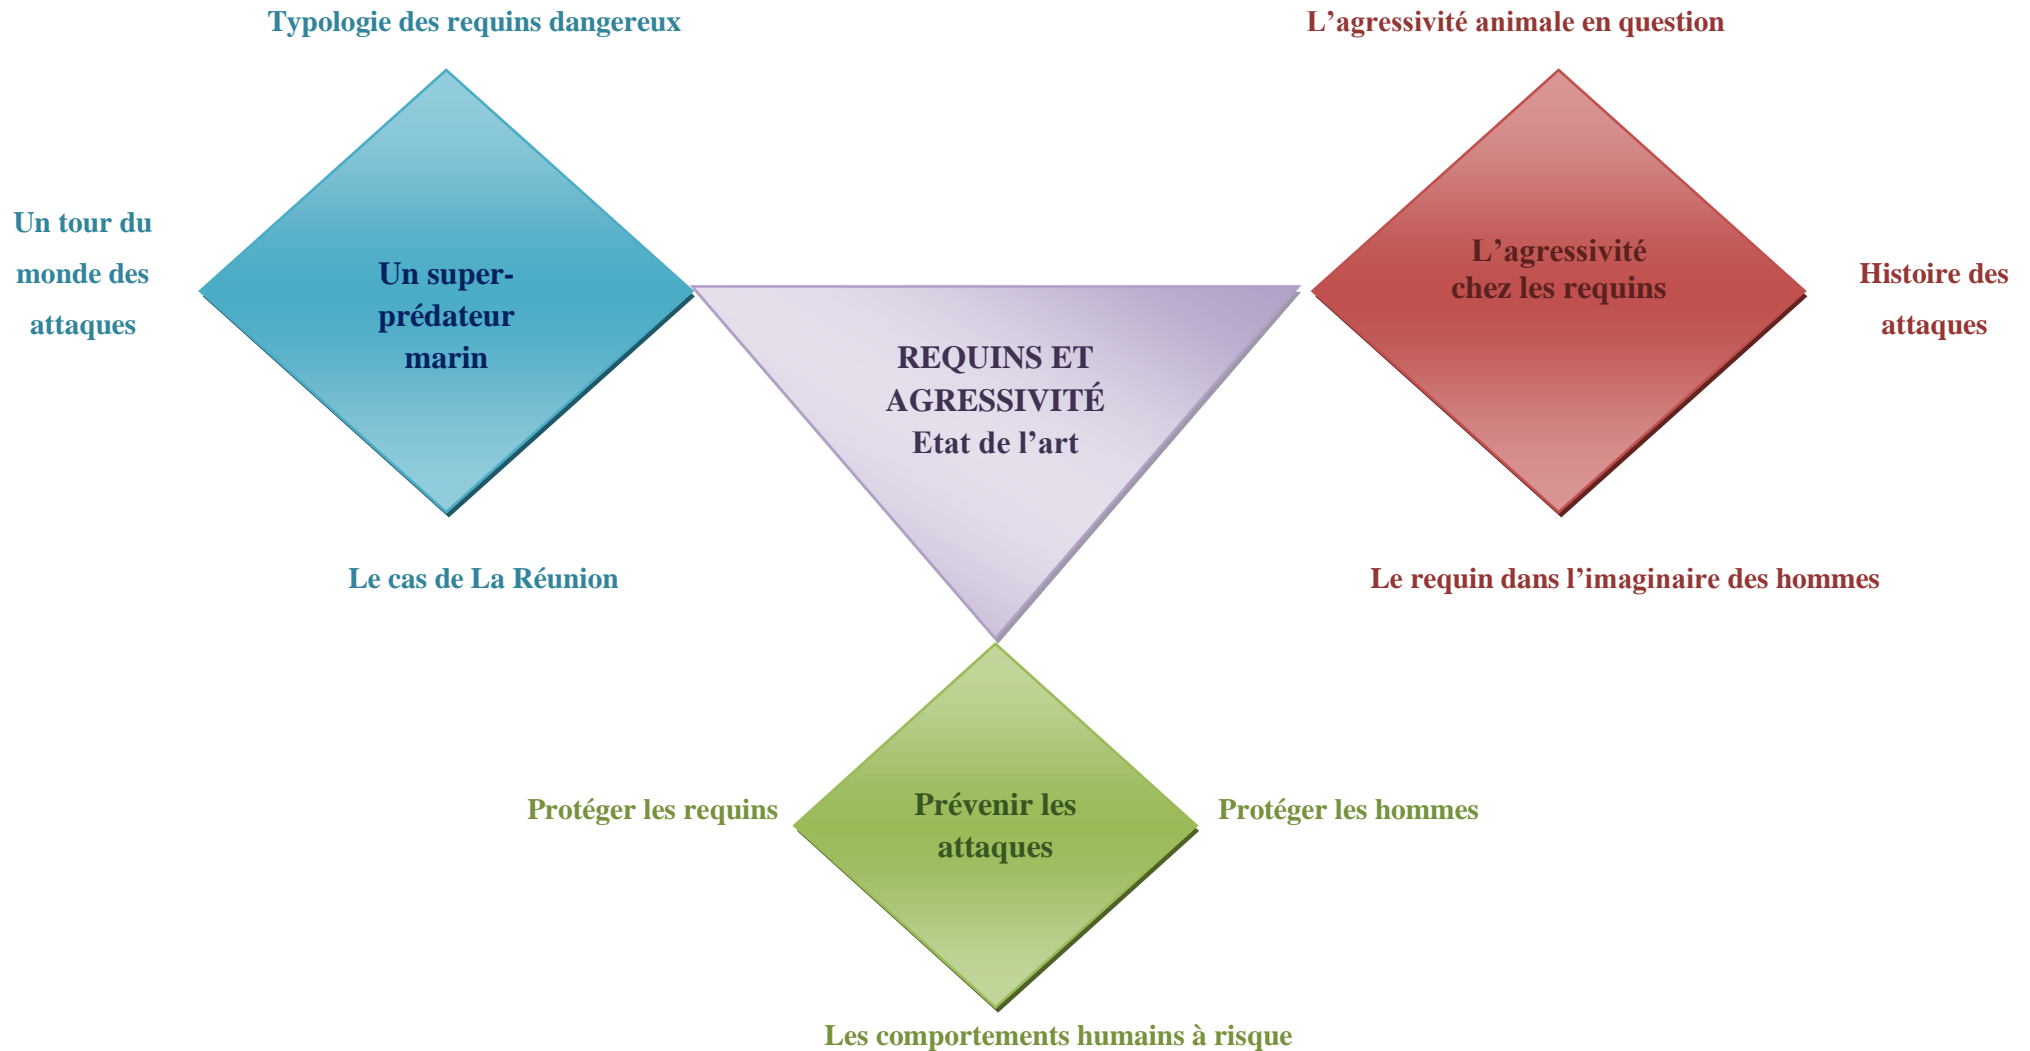 Typologie des requins dangereux
Un tour du
monde des
attaques
Un super-
prédateur
marin
Le cas de La Réunion
REQUINS ET
AGRESSIVITÉ
Etat de l’art
L’agressivité animale en question
L’agressivité
chez les requins
Histoire des
attaques
Le requin dans l’imaginaire des hommes
Protéger les requins
Prévenir les
attaques
Protéger les hommes
Les comportements humains à risque